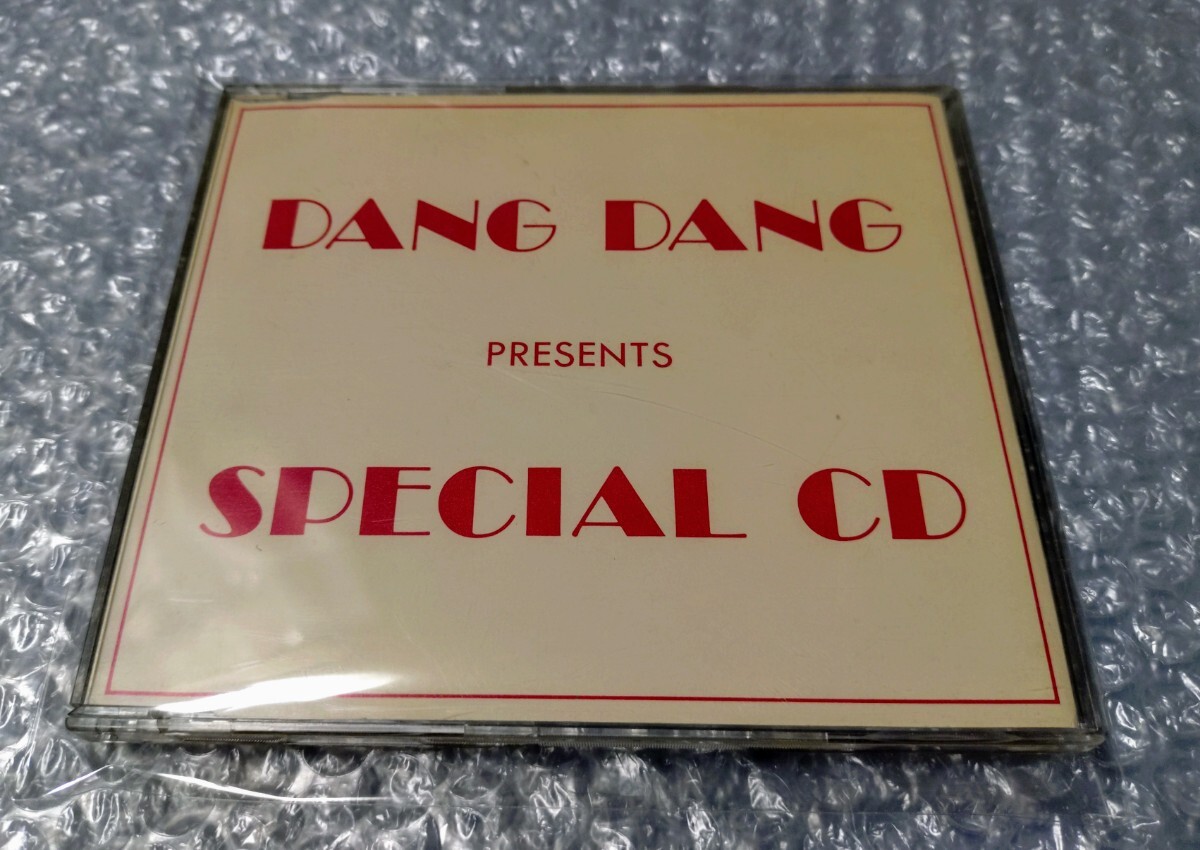 DANG DANG
PRESENTS
SPECIAL CD